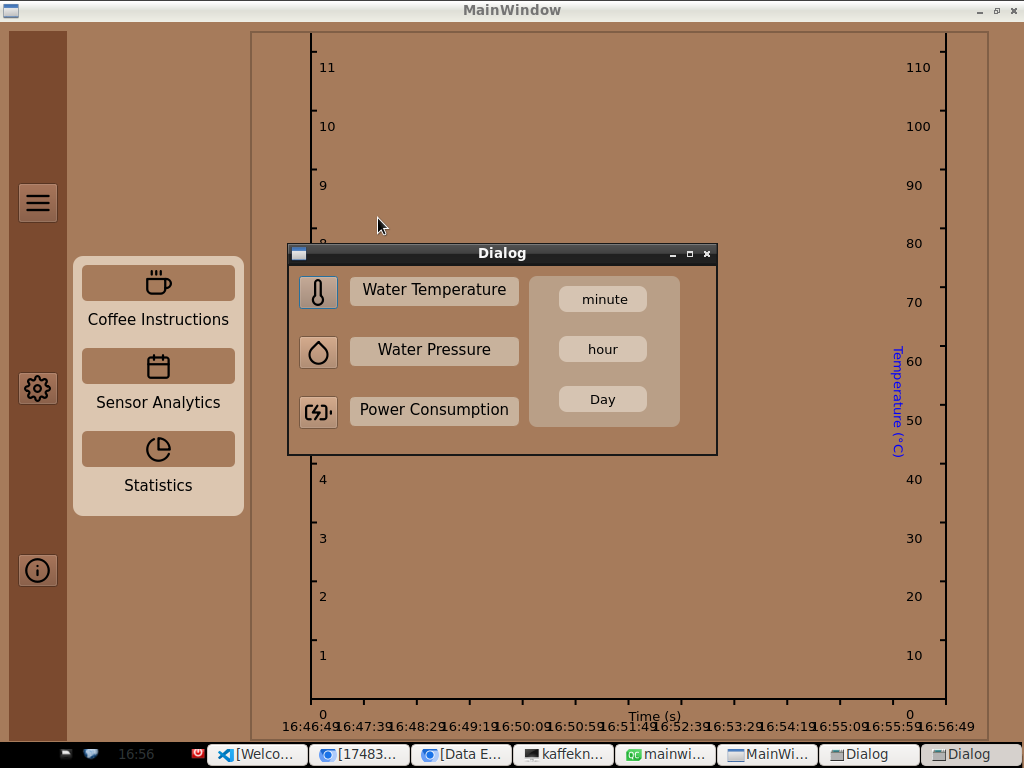 MainWindow
11
10
9
8
4
3
2
1
0
110
100
90
80
70
60
50
40
30
20
10
0
Temperature (°C)
Coffee Instructions
Sensor Analytics
Statistics
Dialog
Water Temperature
Water Pressure
Power Consumption
minute
hour
Day
Time (s)
16:46:49 16:47:39 16:48:29 16:49:19 16:50:09 16:50:59 16:51:49 16:52:39 16:53:29 16:54:19 16:55:09 16:55:59 16:56:49
16:56
[Welco...
[17483...
[Data E...
kaffekn...
QC
mainwi...
MainWi...
Dialog
Dialog